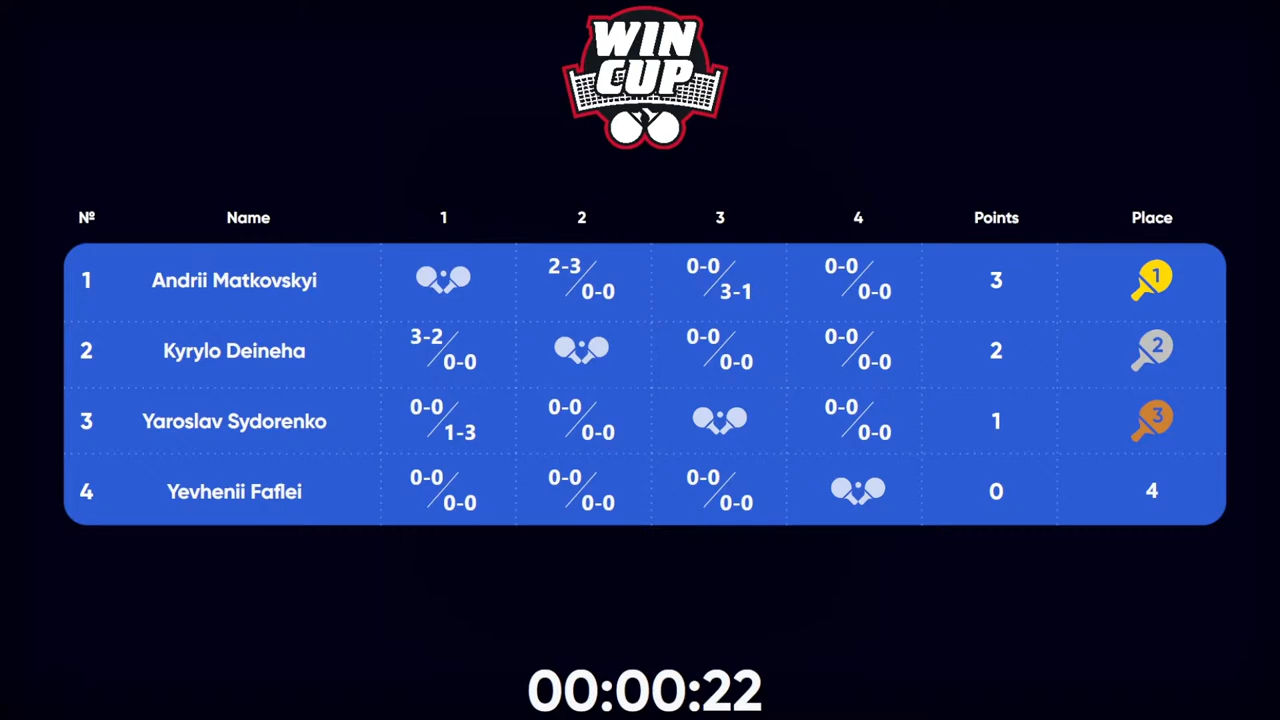 WIN
CUP
Nº Name 1 2 3 4 Points Place
1 Andrii Matkovskyi 2-3/0-0 0-0/3-1 0-0/0-0 3 1
2 Kyrylo Deineha 3-2/0-0 0-0/0-0 0-0/0-0 2 2
3 Yaroslav Sydorenko 0-0/1-3 0-0/0-0 0-0/0-0 1 3
4 Yevhenii Faflei 0-0/0-0 0-0/0-0 0-0/0-0 0 4
00:00:22